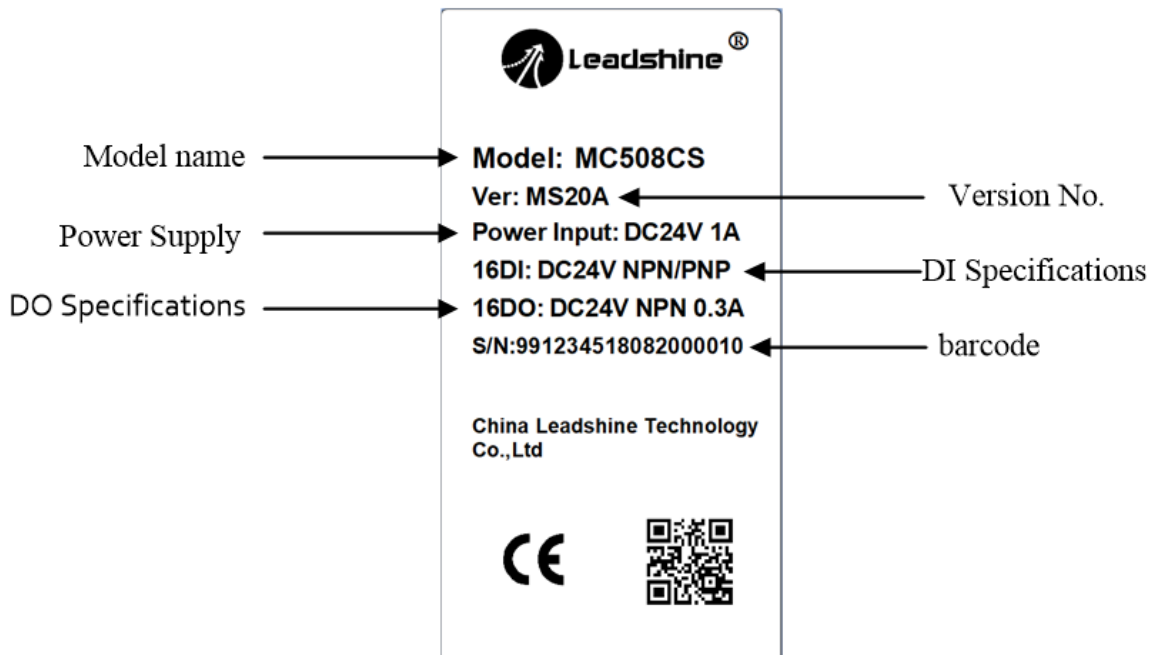 Leadshine ®
Model name
Model: MC508CS
Ver: MS20A
Version No.
Power Supply
Power Input: DC24V 1A
16DI: DC24V NPN/PNP
DI Specifications
DO Specifications
16DO: DC24V NPN 0.3A
S/N:991234518082000010
barcode
China Leadshine Technology
Co.,Ltd
CE